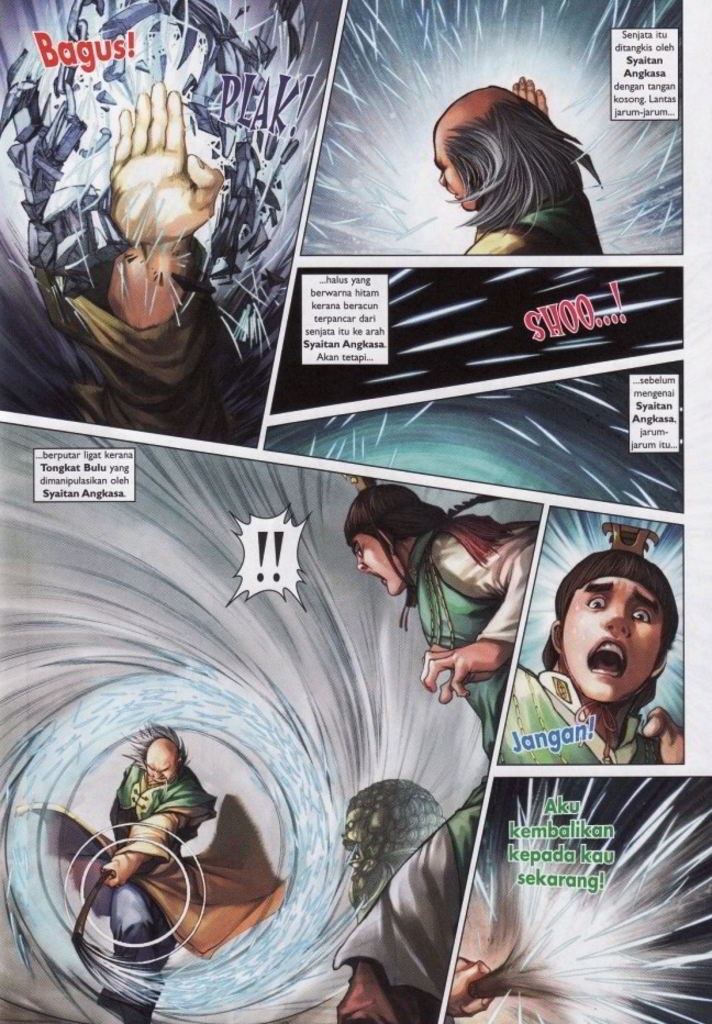 Bagus!
PLAK!
Senjata itu
ditangkis oleh
Syaitan
Angkasa
dengan tangan
kosong. Lantas
jarum-jarum...
...halus yang
berwarna hitam
kerana beracun
terpancar dari
senjata itu ke arah
Syaitan Angkasa.
Akan tetapi...
SHOO....!
...sebelum
mengenai
Syaitan
Angkasa,
jarum-
jarum itu...
...berputar ligat kerana
Tongkat Bulu yang
dimanipulasikan oleh
Syaitan Angkasa.
!!
Jangan!
Aku
kembalikan
kepada kau
sekarang!